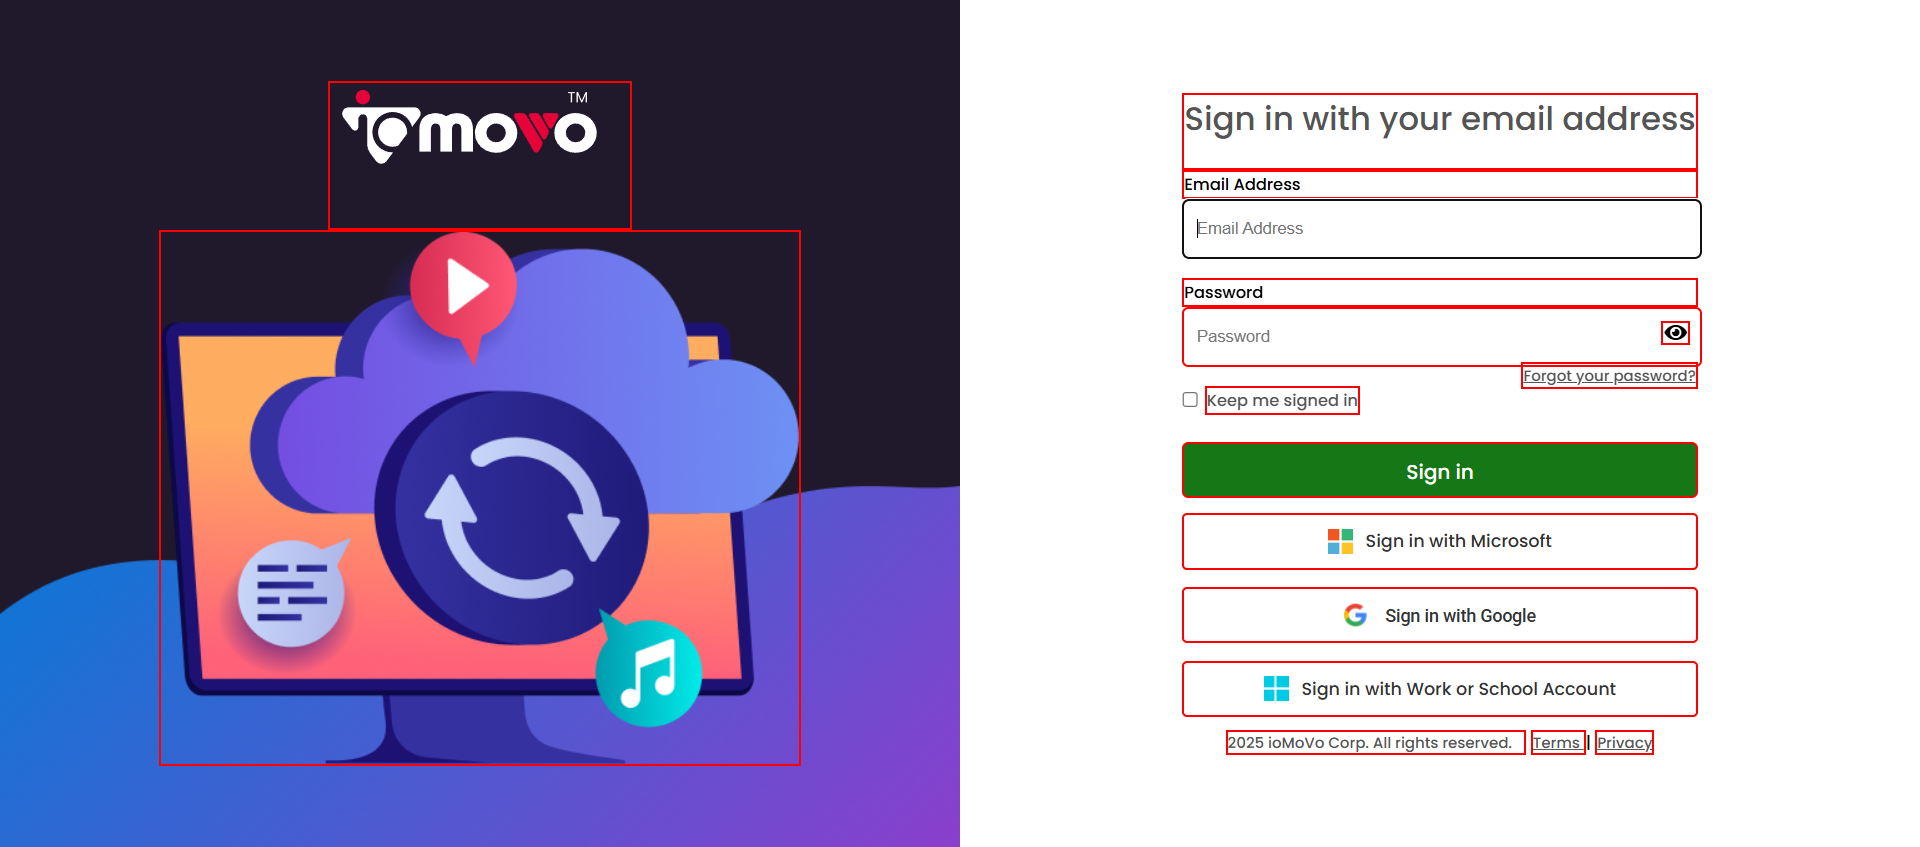 iomovo TM
Sign in with your email address
Email Address
Email Address
Password
Password
Forgot your password?
Keep me signed in
Sign in
Sign in with Microsoft
Sign in with Google
Sign in with Work or School Account
2025 ioMoVo Corp. All rights reserved. Terms | Privacy